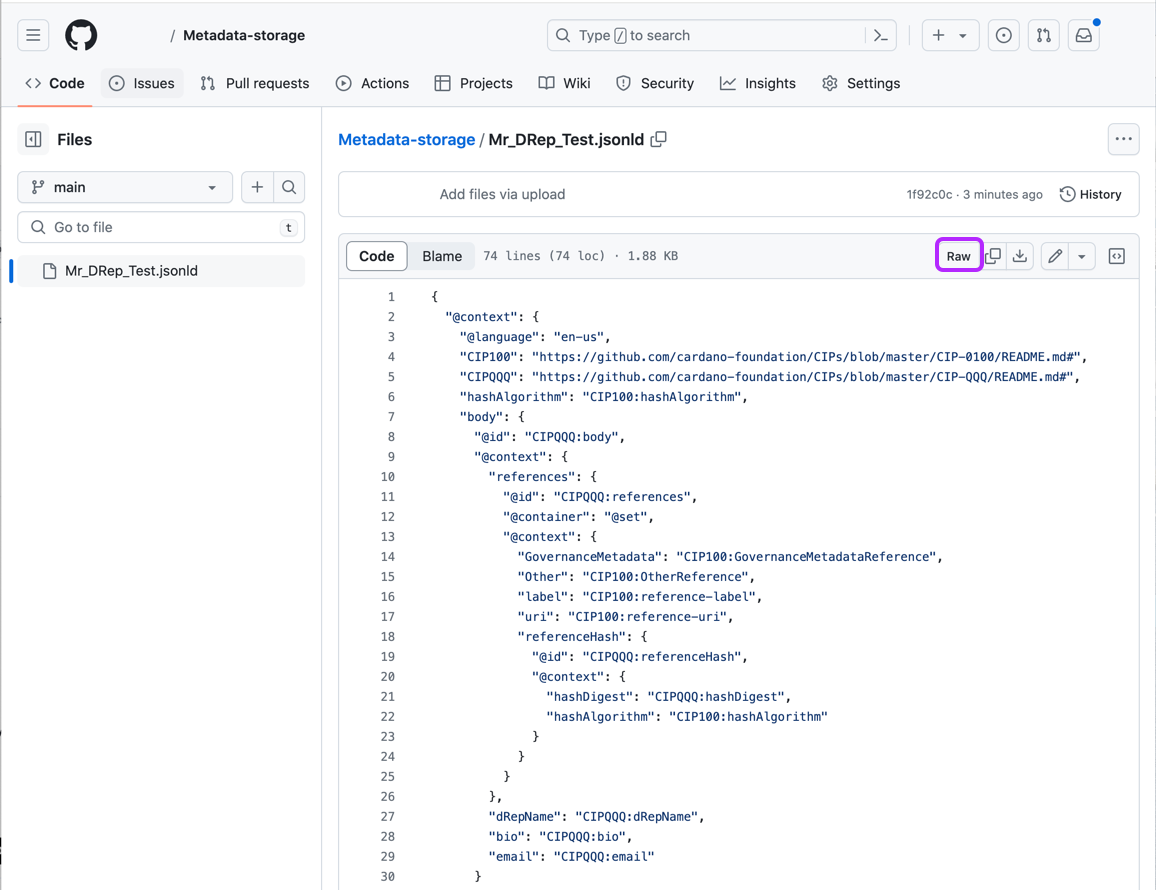 / Metadata-storage
Type / to search
Code Issues Pull requests Actions Projects Wiki Security Insights Settings
Files
main
Go to file t
Mr_DRep_Test.jsonld
Metadata-storage / Mr_DRep_Test.jsonld
Add files via upload 1f92c0c · 3 minutes ago History
Code Blame 74 lines (74 loc) · 1.88 KB Raw
1 {
2 "@context": {
3 "@language": "en-us",
4 "CIP100": "https://github.com/cardano-foundation/CIPs/blob/master/CIP-0100/README.md#",
5 "CIPQQQ": "https://github.com/cardano-foundation/CIPs/blob/master/CIP-QQQ/README.md#",
6 "hashAlgorithm": "CIP100:hashAlgorithm",
7 "body": {
8 "@id": "CIPQQQ:body",
9 "@context": {
10 "references": {
11 "@id": "CIPQQQ:references",
12 "@container": "@set",
13 "@context": {
14 "GovernanceMetadata": "CIP100:GovernanceMetadataReference",
15 "Other": "CIP100:OtherReference",
16 "label": "CIP100:reference-label",
17 "uri": "CIP100:reference-uri",
18 "referenceHash": {
19 "@id": "CIPQQQ:referenceHash",
20 "@context": {
21 "hashDigest": "CIPQQQ:hashDigest",
22 "hashAlgorithm": "CIP100:hashAlgorithm"
23 }
24 }
25 }
26 },
27 "dRepName": "CIPQQQ:dRepName",
28 "bio": "CIPQQQ:bio",
29 "email": "CIPQQQ:email"
30 }